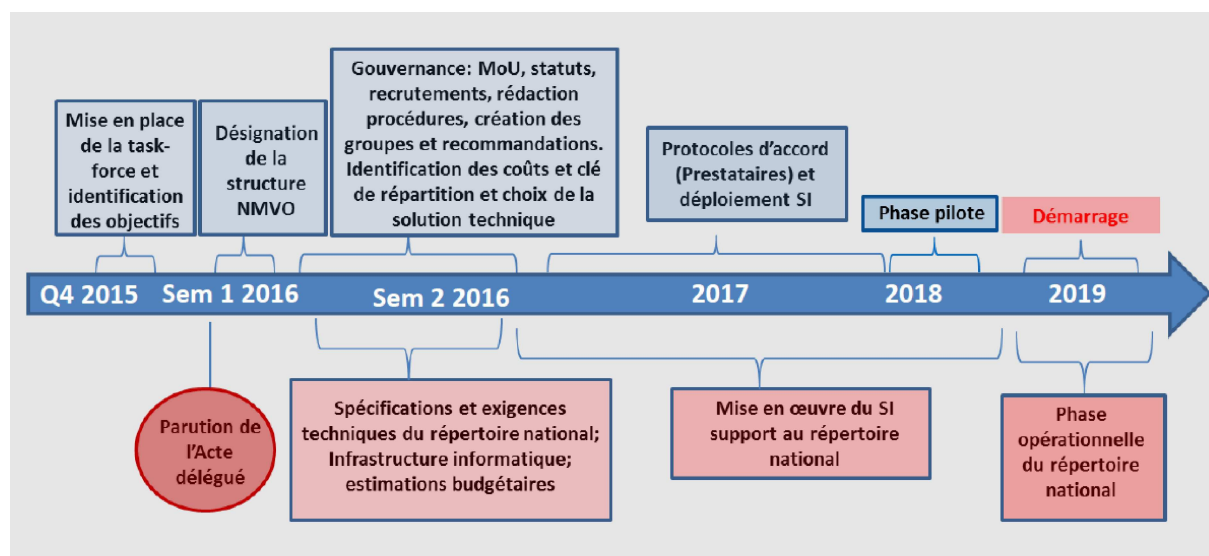 Mise en place
de la task-
force et
identification
des objectifs
Désignation
de la
structure
NMVO
Gouvernance: MoU, statuts,
recrutements, rédaction
procédures, création des
groupes et recommandations.
Identification des coûts et clé
de répartition et choix de la
solution technique
Protocoles d'accord
(Prestataires) et
déploiement SI
Phase pilote
Démarrage
Q4 2015
Sem 1 2016
Sem 2 2016
2017
2018
2019
Parution de
l'Acte
délégué
Spécifications et exigences
techniques du répertoire national;
Infrastructure informatique;
estimations budgétaires
Mise en œuvre du SI
support au répertoire
national
Phase
opérationnelle
du répertoire
national